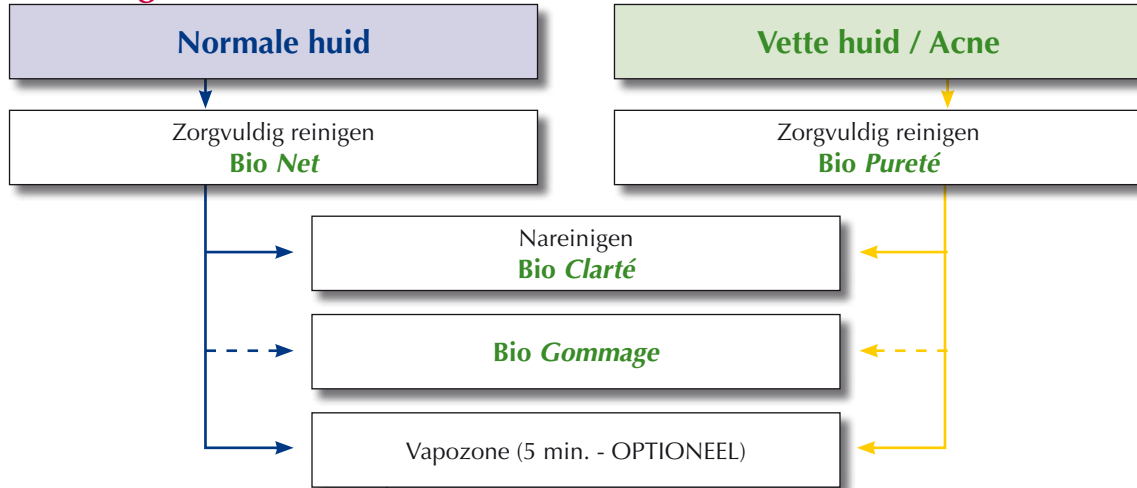 Normale huid
Vette huid / Acne
Zorgvuldig reinigen
Bio Net
Zorgvuldig reinigen
Bio Pureté
Nareinigen
Bio Clarté
Bio Gommage
Vapozone (5 min. - OPTIONEEL)